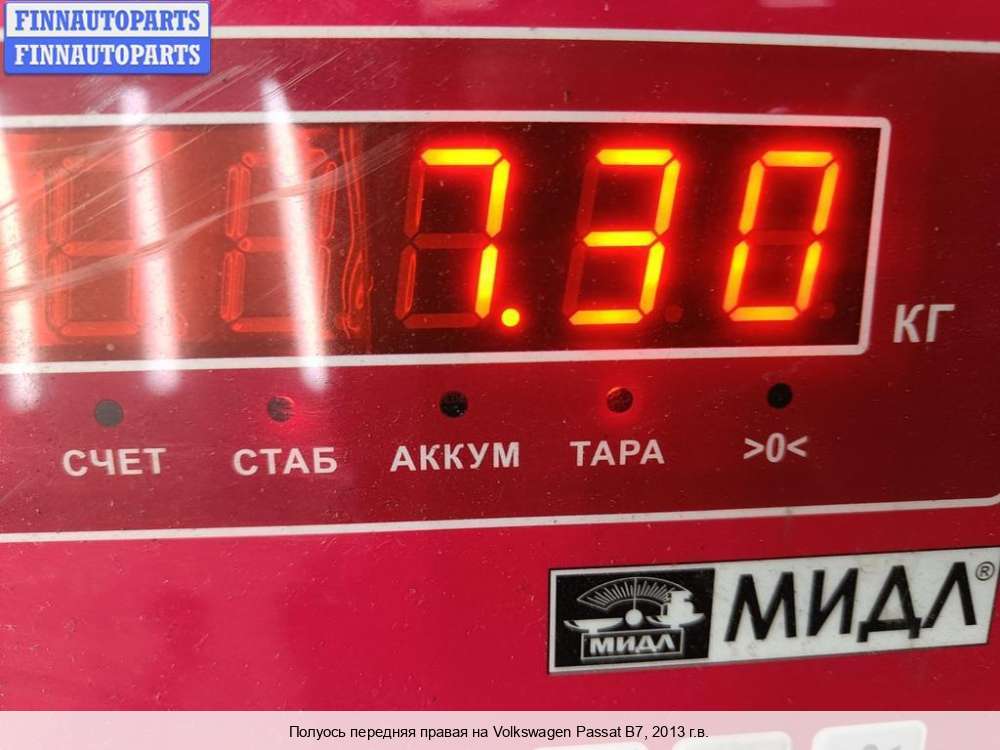 FINNAUTOPARTS
FINNAUTOPARTS
7.30
КГ
СЧЕТ СТАБ АККУМ ТАРА >0<
МИДЛ МИДЛ®
Полуось передняя правая на Volkswagen Passat B7, 2013 г.в.